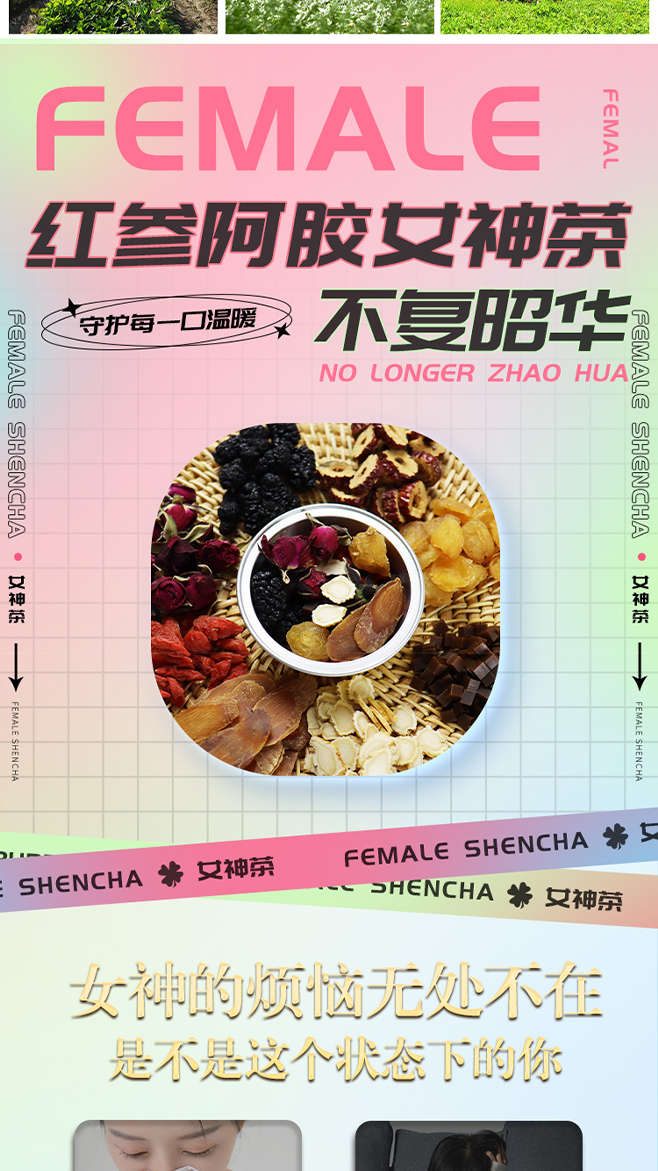 FEMALE
FEMAL
红参阿胶女神茶
守护每一口温暖
不复昭华
NO LONGER ZHAO HUA
FEMALE SHENCHA
女神茶
FEMALE SHENCHA
FEMALE SHENCHA
女神茶
FEMALE SHENCHA
E SHENCHA 女神茶 FEMALE SHENCHA 女
LE SHENCHA 女神茶
女神的烦恼无处不在
是不是这个状态下的你